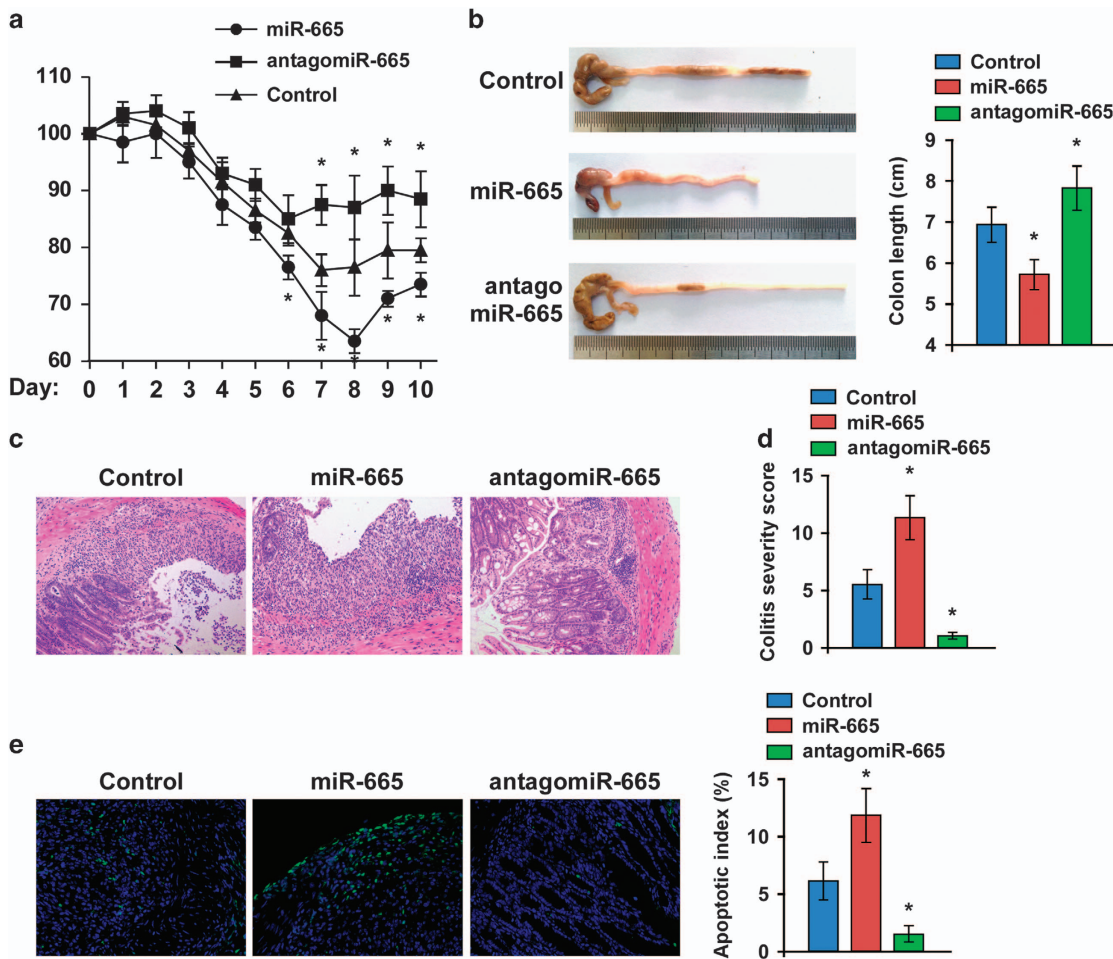 a
miR-665
antagomiR-665
Control
110
100
90
80
70
60
* * * *
* * * * *
Day: 0 1 2 3 4 5 6 7 8 9 10
b
Control
miR-665
antago
miR-665
Control
miR-665
antagomiR-665
Colon length (cm)
9
8
7
6
5
4
* *
c
Control miR-665 antagomiR-665
d
Control
miR-665
antagomiR-665
Colitis severity score
15
10
5
0
* *
e
Control miR-665 antagomiR-665
Control
miR-665
antagomiR-665
Apoptotic index (%)
15
10
5
0
* *